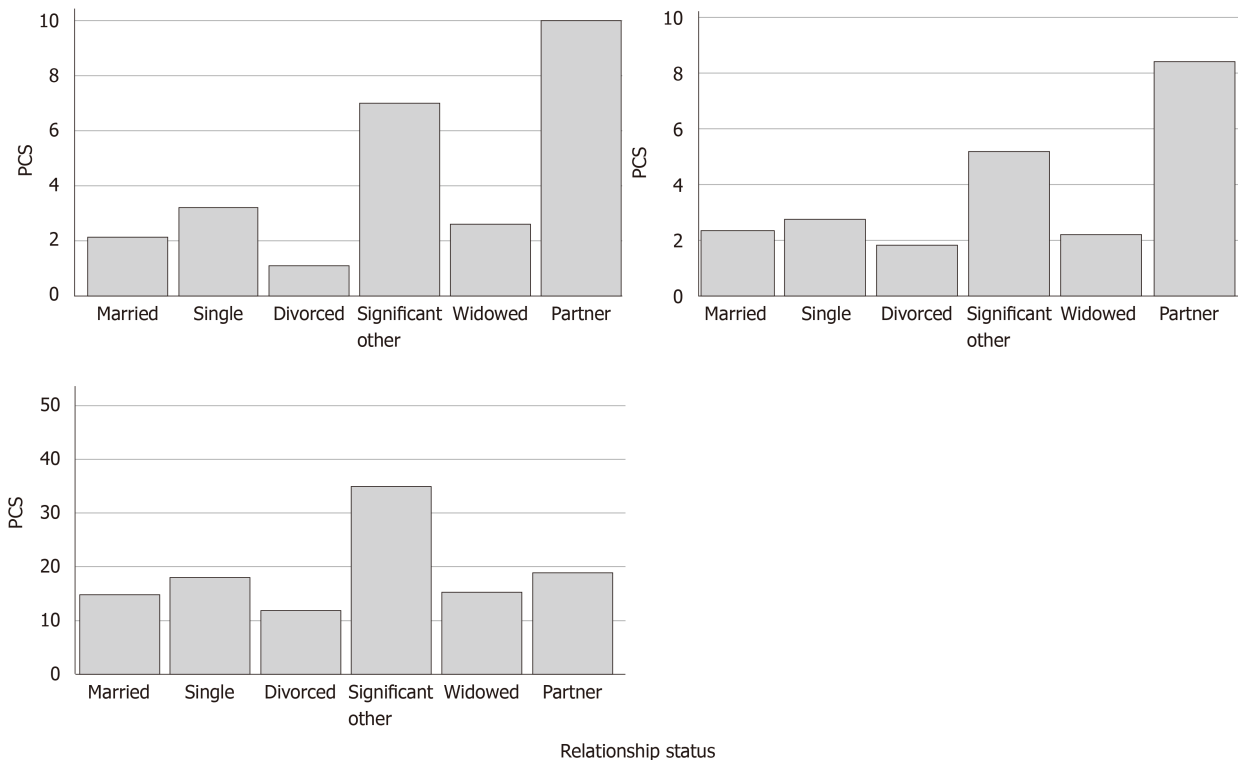 10
8
6
4
2
0
PCS
Married Single Divorced Significant other Widowed Partner
10
8
6
4
2
0
PCS
Married Single Divorced Significant other Widowed Partner
50
40
30
20
10
0
PCS
Married Single Divorced Significant other Widowed Partner
Relationship status